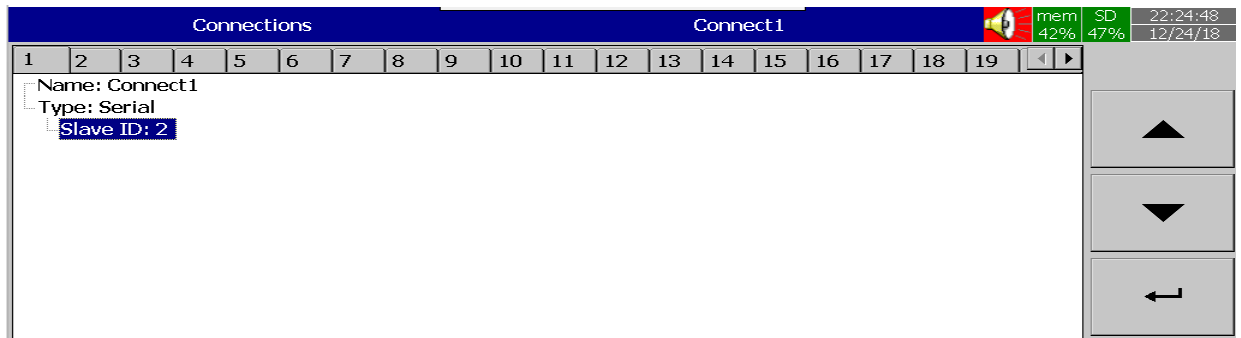 Connections Connect1 mem SD 22:24:48
42% 47% 12/24/18
1 2 3 4 5 6 7 8 9 10 11 12 13 14 15 16 17 18 19
Name: Connect1
Type: Serial
Slave ID: 2